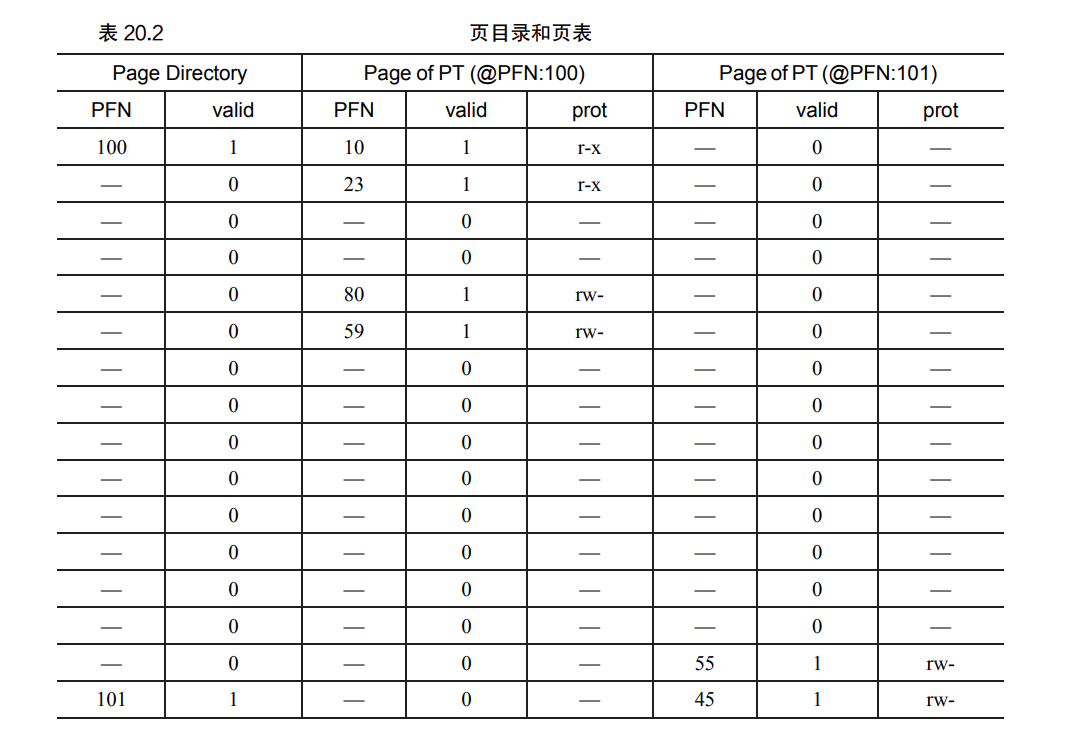 表 20.2 页目录和页表
Page Directory Page of PT (@PFN:100) Page of PT (@PFN:101)
PFN valid PFN valid prot PFN valid prot
100 1 10 1 r-x — 0 —
— 0 23 1 r-x — 0 —
— 0 — 0 — — 0 —
— 0 — 0 — — 0 —
— 0 80 1 rw- — 0 —
— 0 59 1 rw- — 0 —
— 0 — 0 — — 0 —
— 0 — 0 — — 0 —
— 0 — 0 — — 0 —
— 0 — 0 — — 0 —
— 0 — 0 — — 0 —
— 0 — 0 — — 0 —
— 0 — 0 — — 0 —
— 0 — 0 — — 0 —
— 0 — 0 — 55 1 rw-
101 1 — 0 — 45 1 rw-